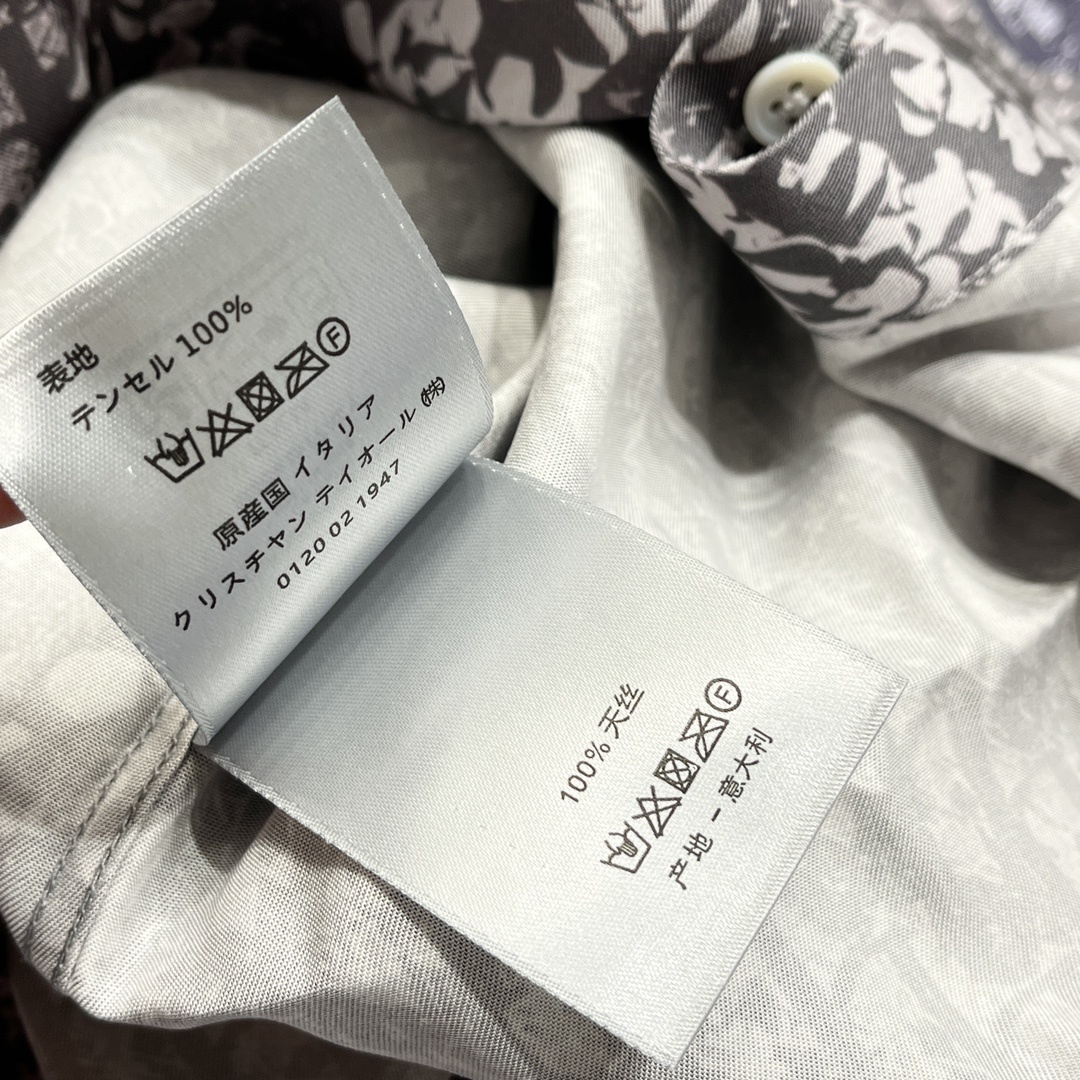 表地
テンセル 100%
F
原産国 イタリア
クリスチャン ディオール ㈱
0120 02 1947
100% 天丝
F
产地 - 意大利